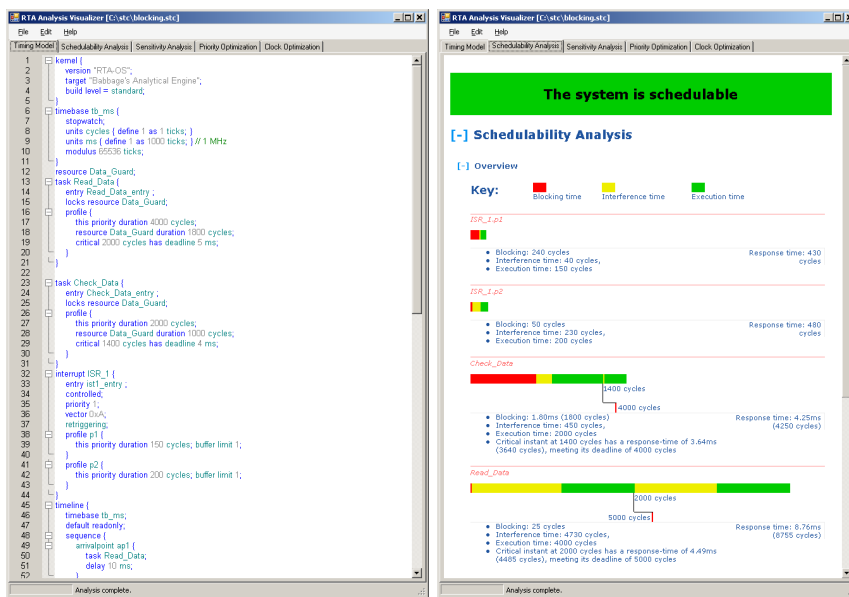 RTA Analysis Visualizer [C:\stc\blocking.stc]
File Edit Help
Timing Model Schedulability Analysis Sensitivity Analysis Priority Optimization Clock Optimization
1 kernel {
2 version "RTA-OS";
3 target "Babbage's Analytical Engine";
4 build level = standard;
5 }
6 timebase tb_ms {
7 stopwatch;
8 units cycles { define 1 as 1 ticks; }
9 units ms { define 1 as 1000 ticks; } // 1 MHz
10 modulus 65536 ticks;
11 }
12 resource Data_Guard;
13 task Read_Data {
14 entry Read_Data_entry ;
15 locks resource Data_Guard;
16 profile {
17 this priority duration 4000 cycles;
18 resource Data_Guard duration 1800 cycles;
19 critical 2000 cycles has deadline 5 ms;
20 }
21 }
22
23 task Check_Data {
24 entry Check_Data_entry ;
25 locks resource Data_Guard;
26 profile {
27 this priority duration 2000 cycles;
28 resource Data_Guard duration 1000 cycles;
29 critical 1400 cycles has deadline 4 ms;
30 }
31 }
32 interrupt ISR_1 {
33 entry ist1_entry ;
34 controlled;
35 priority 1;
36 vector 0xA;
37 retriggering;
38 profile p1 {
39 this priority duration 150 cycles; buffer limit 1;
40 }
41 profile p2 {
42 this priority duration 200 cycles; buffer limit 1;
43 }
44 }
45 timeline {
46 timebase tb_ms;
47 default readonly;
48 sequence {
49 arrivalpoint ap1 {
50 task Read_Data;
51 delay 10 ms;
52 }
Analysis complete.
RTA Analysis Visualizer [C:\stc\blocking.stc]
File Edit Help
Timing Model Schedulability Analysis Sensitivity Analysis Priority Optimization Clock Optimization
The system is schedulable
[-] Schedulability Analysis
[-] Overview
Key: Blocking time Interference time Execution time
ISR_1.p1
• Blocking: 240 cycles
• Interference time: 40 cycles,
• Execution time: 150 cycles
Response time: 430
cycles
ISR_1.p2
• Blocking: 50 cycles
• Interference time: 230 cycles,
• Execution time: 200 cycles
Response time: 480
cycles
Check_Data
1400 cycles
4000 cycles
• Blocking: 1.80ms (1800 cycles)
• Interference time: 450 cycles,
• Execution time: 2000 cycles
• Critical instant at 1400 cycles has a response-time of 3.64ms
(3640 cycles), meeting its deadline of 4000 cycles
Response time: 4.25ms
(4250 cycles)
Read_Data
2000 cycles
5000 cycles
• Blocking: 25 cycles
• Interference time: 4730 cycles,
• Execution time: 4000 cycles
• Critical instant at 2000 cycles has a response-time of 4.49ms
(4485 cycles), meeting its deadline of 5000 cycles
Response time: 8.76ms
(8755 cycles)
Analysis complete.